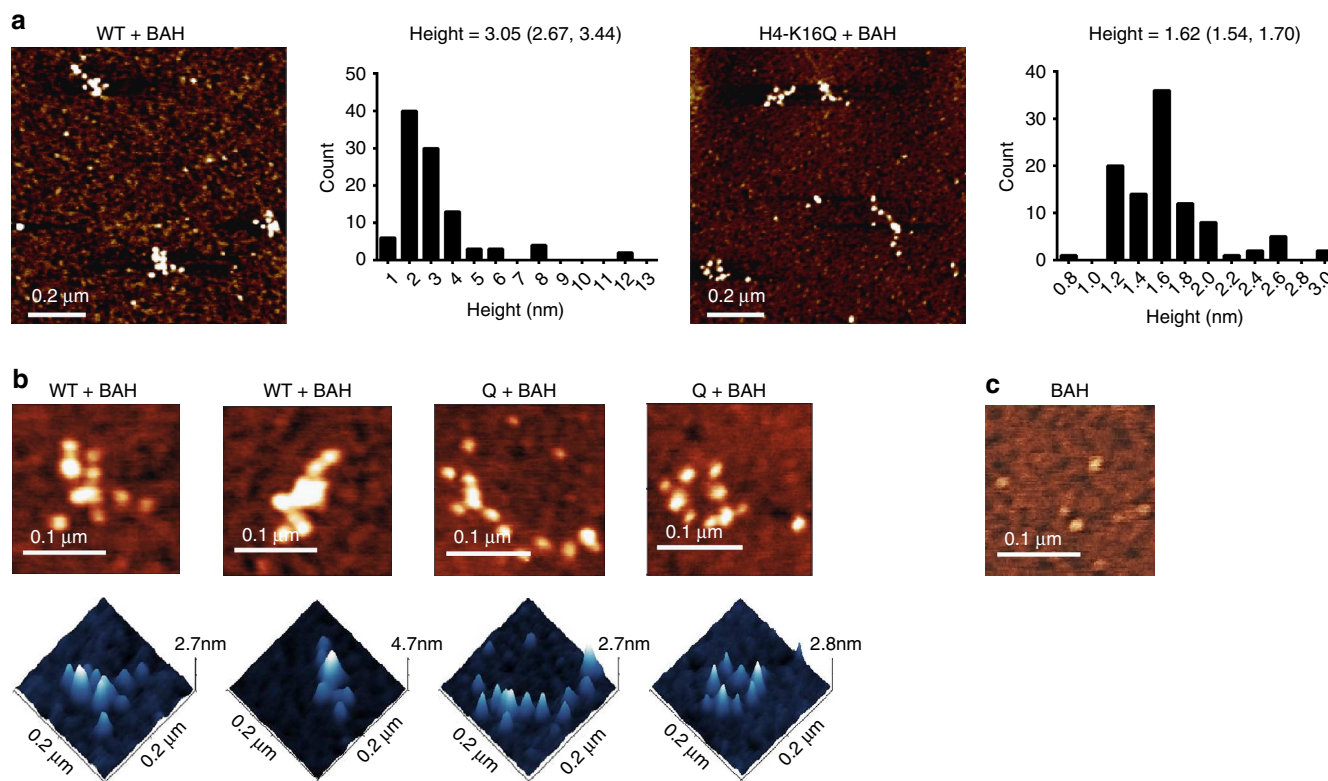 a
WT + BAH
Height = 3.05 (2.67, 3.44)
H4-K16Q + BAH
Height = 1.62 (1.54, 1.70)
0.2 μm
50
40
30
20
10
0
Count
1 2 3 4 5 6 7 8 9 10 11 12 13
Height (nm)
0.2 μm
40
30
20
10
0
Count
0.8 1.0 1.2 1.4 1.6 1.8 2.0 2.2 2.4 2.6 2.8 3.0
Height (nm)
b
WT + BAH
WT + BAH
Q + BAH
Q + BAH
c
BAH
0.1 μm
0.1 μm
0.1 μm
0.1 μm
0.1 μm
2.7nm
4.7nm
2.7nm
2.8nm
0.2 μm
0.2 μm
0.2 μm
0.2 μm
0.2 μm
0.2 μm
0.2 μm
0.2 μm